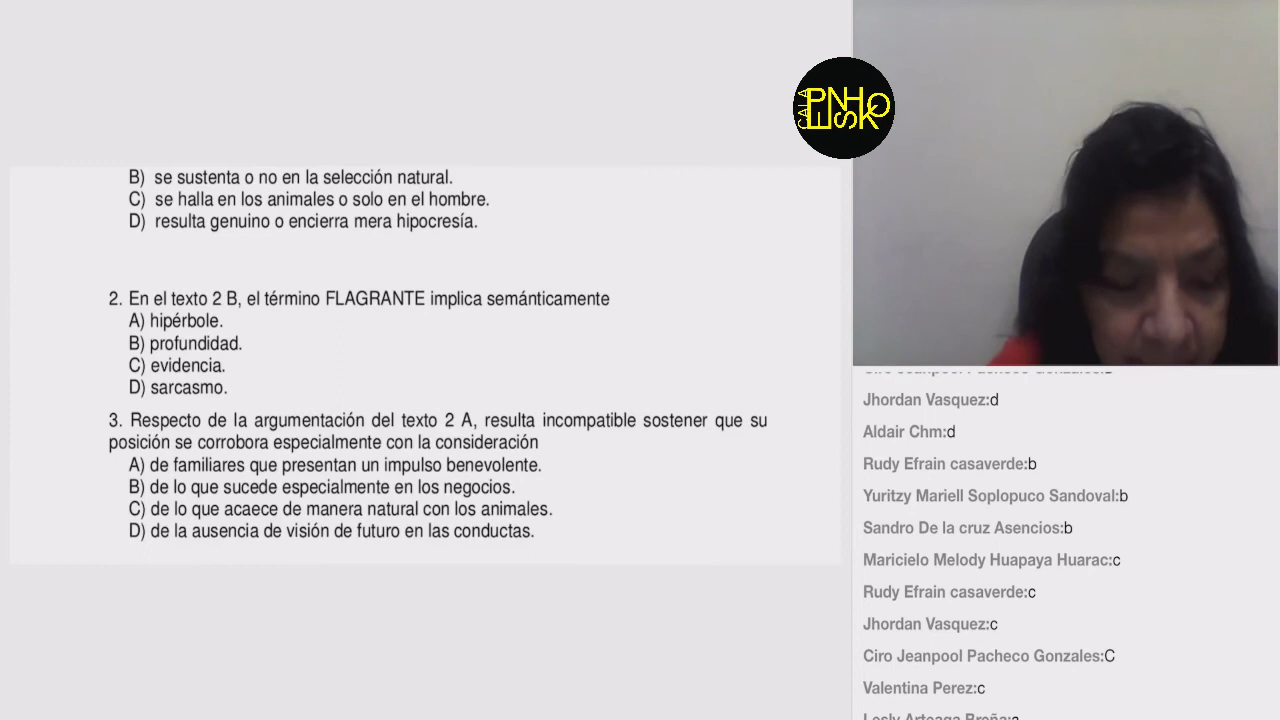 CALA
PENHSKO
B) se sustenta o no en la selección natural.
C) se halla en los animales o solo en el hombre.
D) resulta genuino o encierra mera hipocresía.
2. En el texto 2 B, el término FLAGRANTE implica semánticamente
A) hipérbole.
B) profundidad.
C) evidencia.
D) sarcasmo.
3. Respecto de la argumentación del texto 2 A, resulta incompatible sostener que su
posición se corrobora especialmente con la consideración
A) de familiares que presentan un impulso benevolente.
B) de lo que sucede especialmente en los negocios.
C) de lo que acaece de manera natural con los animales.
D) de la ausencia de visión de futuro en las conductas.
Jhordan Vasquez:d
Aldair Chm:d
Rudy Efrain casaverde:b
Yuritzy Mariell Soplopuco Sandoval:b
Sandro De la cruz Asencios:b
Maricielo Melody Huapaya Huarac:c
Rudy Efrain casaverde:c
Jhordan Vasquez:c
Ciro Jeanpool Pacheco Gonzales:C
Valentina Perez:c